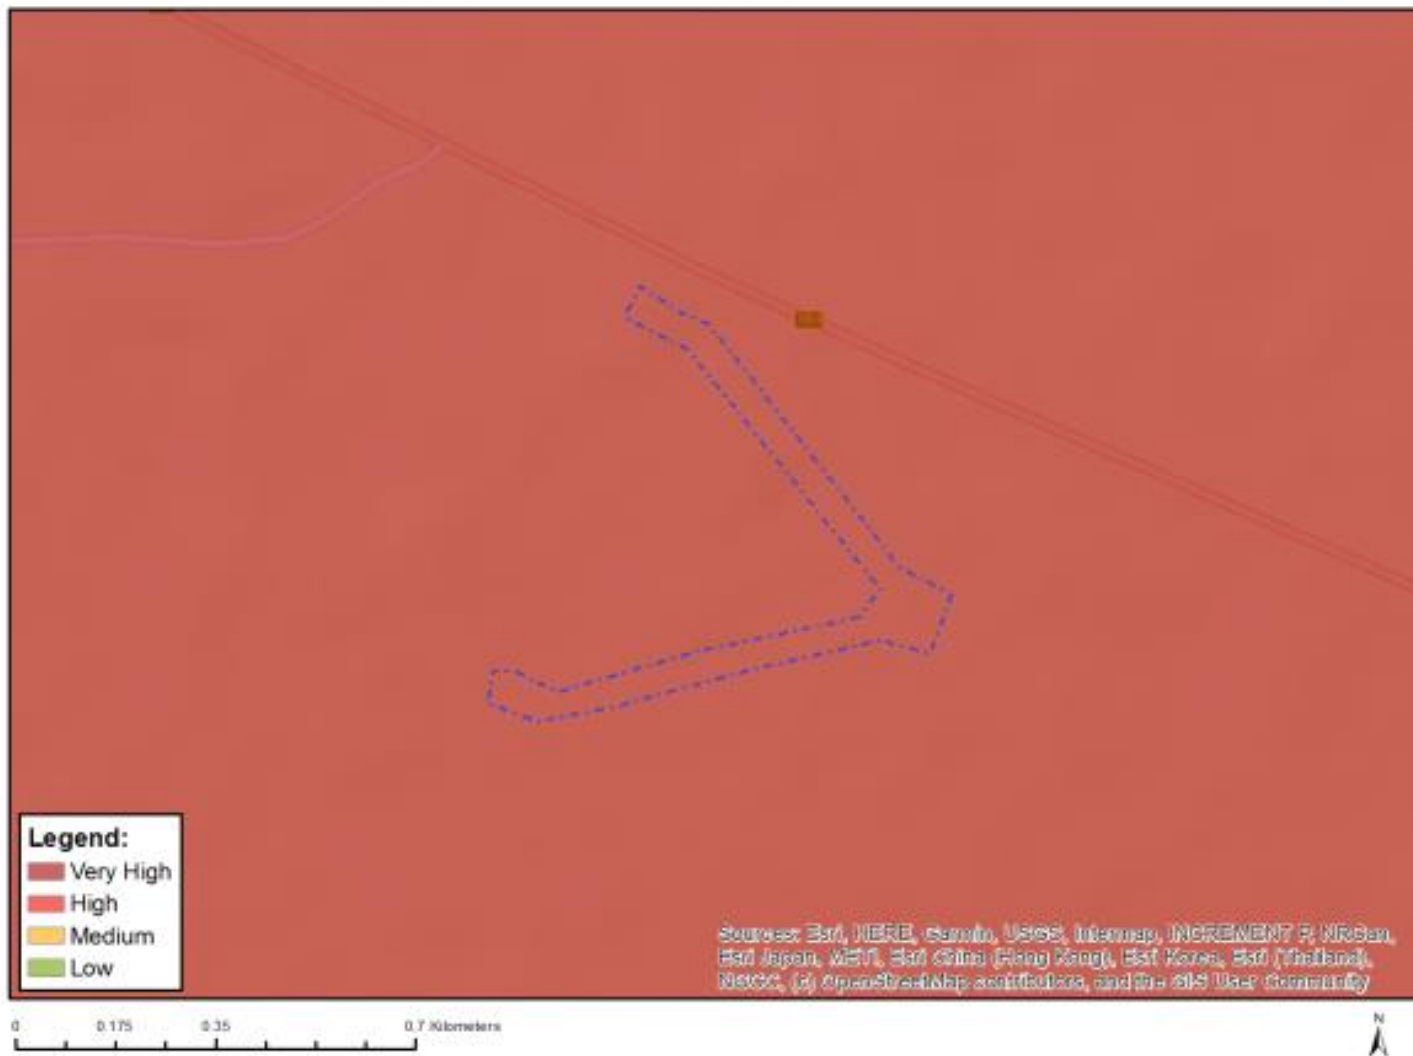 Legend:
Very High
High
Medium
Low
Sources: Esri, HERE, Garmin, USGS, Intermap, INCREMENT P, NRCan,
Esri Japan, METI, Esri China (Hong Kong), Esri Korea, Esri (Thailand),
NGCC, (c) OpenStreetMap contributors, and the GIS User Community
0 0.175 0.35 0.7 Kilometers
N